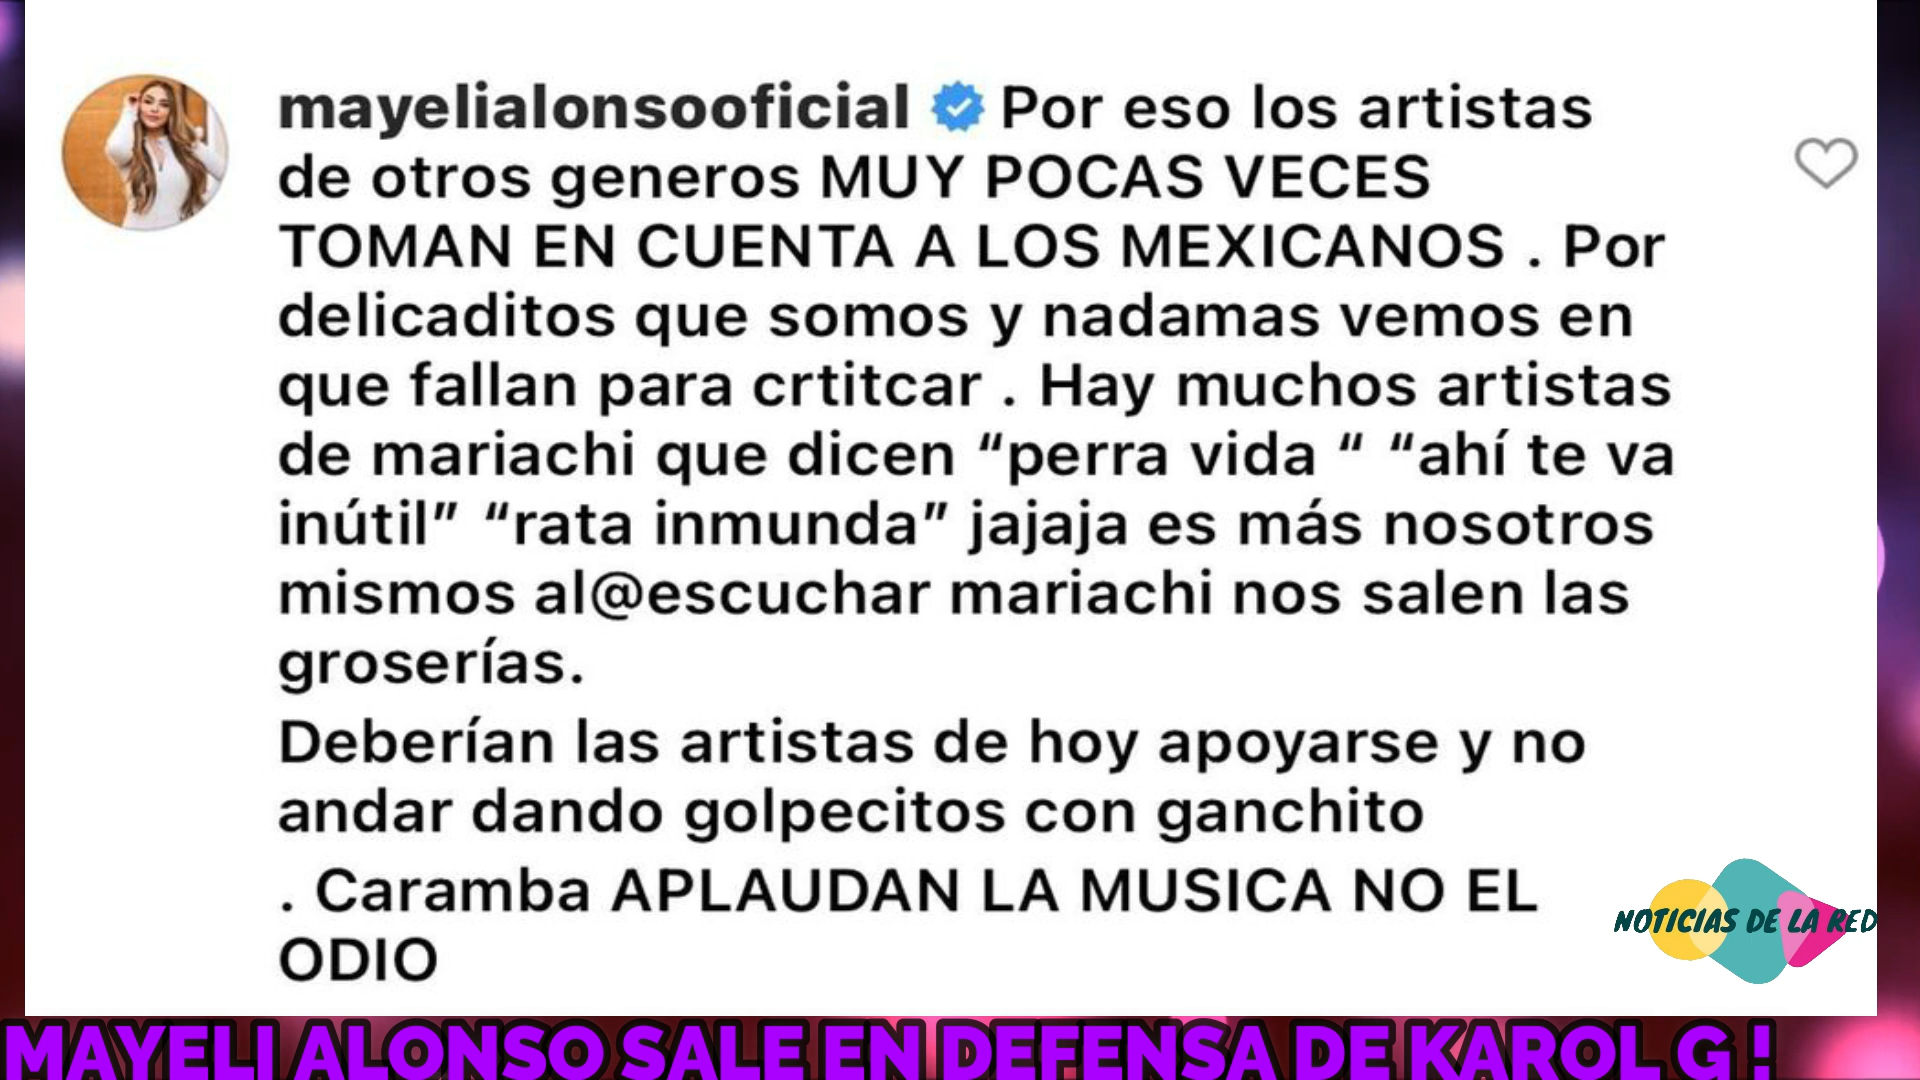 mayelialonsooficial Por eso los artistas
de otros generos MUY POCAS VECES
TOMAN EN CUENTA A LOS MEXICANOS . Por
delicaditos que somos y nadamas vemos en
que fallan para crtitcar . Hay muchos artistas
de mariachi que dicen “perra vida “ “ahí te va
inútil” “rata inmunda” jajaja es más nosotros
mismos al@escuchar mariachi nos salen las
groserías.
Deberían las artistas de hoy apoyarse y no
andar dando golpecitos con ganchito
. Caramba APLAUDAN LA MUSICA NO EL
ODIO
NOTICIAS DE LA RED
MAYELI ALONSO SALE EN DEFENSA DE KAROL G !